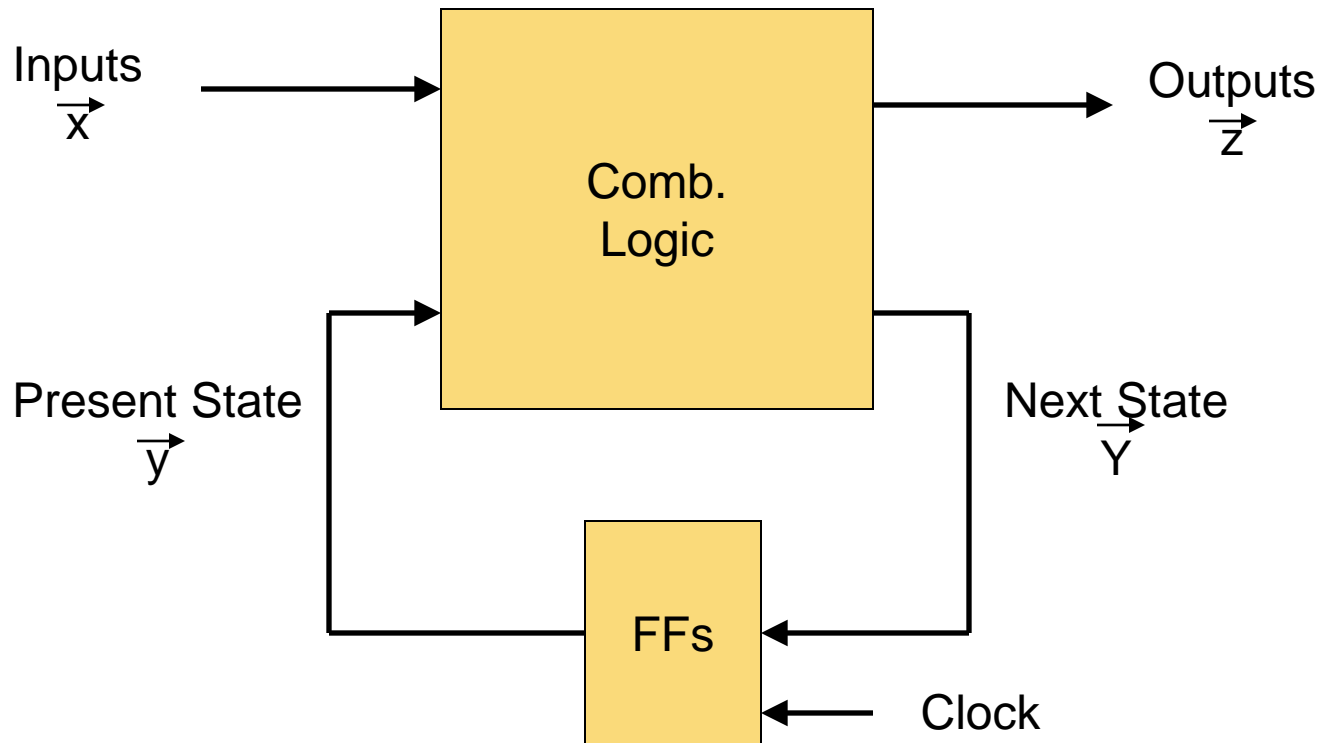 Inputs
x
Outputs
z
Comb.
Logic
Present State
y
Next State
Y
FFs
Clock